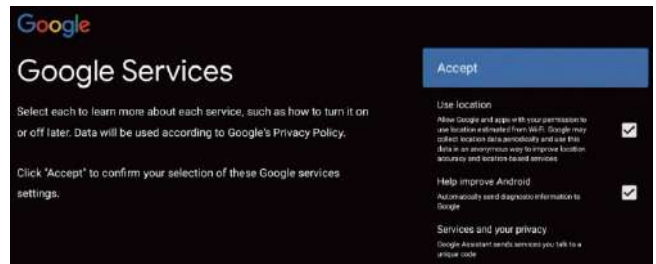 Google
Google Services
Select each to learn more about each service, such as how to turn it on
or off later. Data will be used according to Google's Privacy Policy.
Click "Accept" to confirm your selection of these Google services
settings.
Accept
Use location
Allow Google and apps with your permission to
use location estimated from Wi-Fi. Google may
collect location data periodically and use this
data in an anonymous way to improve location
accuracy and location-based services
Help improve Android
Automatically send diagnostic information to
Google
Services and your privacy
Google Assistant sends services you talk to a
unique code